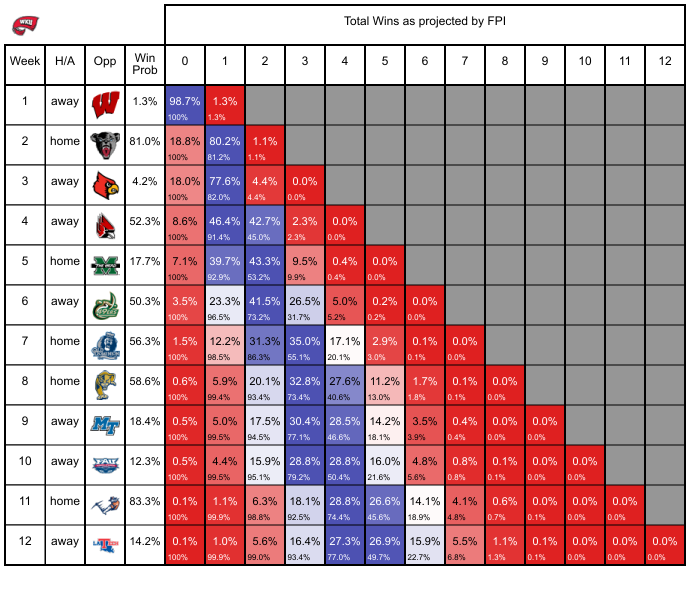 Total Wins as projected by FPI
WKU
Week H/A Opp Win Prob 0 1 2 3 4 5 6 7 8 9 10 11 12
1 away W 1.3% 98.7% 1.3%
100% 1.3%
2 home 81.0% 18.8% 80.2% 1.1%
100% 81.2% 1.1%
3 away 4.2% 18.0% 77.6% 4.4% 0.0%
100% 82.0% 4.4% 0.0%
4 away 52.3% 8.6% 46.4% 42.7% 2.3% 0.0%
100% 91.4% 45.0% 2.3% 0.0%
5 home M 17.7% 7.1% 39.7% 43.3% 9.5% 0.4% 0.0%
100% 92.9% 53.2% 9.9% 0.4% 0.0%
6 away 50.3% 3.5% 23.3% 41.5% 26.5% 5.0% 0.2% 0.0%
100% 96.5% 73.2% 31.7% 5.2% 0.2% 0.0%
7 home 56.3% 1.5% 12.2% 31.3% 35.0% 17.1% 2.9% 0.1% 0.0%
100% 98.5% 86.3% 55.1% 20.1% 3.0% 0.1% 0.0%
8 home 58.6% 0.6% 5.9% 20.1% 32.8% 27.6% 11.2% 1.7% 0.1% 0.0%
100% 99.4% 93.4% 73.4% 40.6% 13.0% 1.8% 0.1% 0.0%
9 away MT 18.4% 0.5% 5.0% 17.5% 30.4% 28.5% 14.2% 3.5% 0.4% 0.0% 0.0%
100% 99.5% 94.5% 77.1% 46.6% 18.1% 3.9% 0.4% 0.0% 0.0%
10 away FAU 12.3% 0.5% 4.4% 15.9% 28.8% 28.8% 16.0% 4.8% 0.8% 0.0% 0.0% 0.0%
100% 99.5% 95.1% 79.2% 50.4% 21.6% 5.6% 0.8% 0.1% 0.0% 0.0%
11 home 83.3% 0.1% 1.1% 6.3% 18.1% 28.8% 26.6% 14.1% 4.1% 0.6% 0.0% 0.0% 0.0%
100% 99.9% 98.8% 92.5% 74.4% 45.6% 18.9% 4.8% 0.7% 0.1% 0.0% 0.0%
12 away LA TECH 14.2% 0.1% 1.0% 5.6% 16.4% 27.3% 26.9% 15.9% 5.5% 1.1% 0.1% 0.0% 0.0% 0.0%
100% 99.9% 99.0% 93.4% 77.0% 49.7% 22.7% 6.8% 1.3% 0.1% 0.0% 0.0% 0.0%